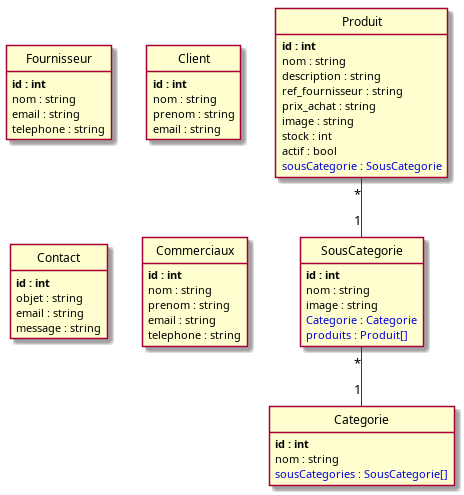 Fournisseur
id : int
nom : string
email : string
telephone : string
Client
id : int
nom : string
prenom : string
email : string
Produit
id : int
nom : string
description : string
ref_fournisseur : string
prix_achat : string
image : string
stock : int
actif : bool
sousCategorie : SousCategorie
*
1
Contact
id : int
objet : string
email : string
message : string
Commerciaux
id : int
nom : string
prenom : string
email : string
telephone : string
SousCategorie
id : int
nom : string
image : string
Categorie : Categorie
produits : Produit[]
*
1
Categorie
id : int
nom : string
sousCategories : SousCategorie[]